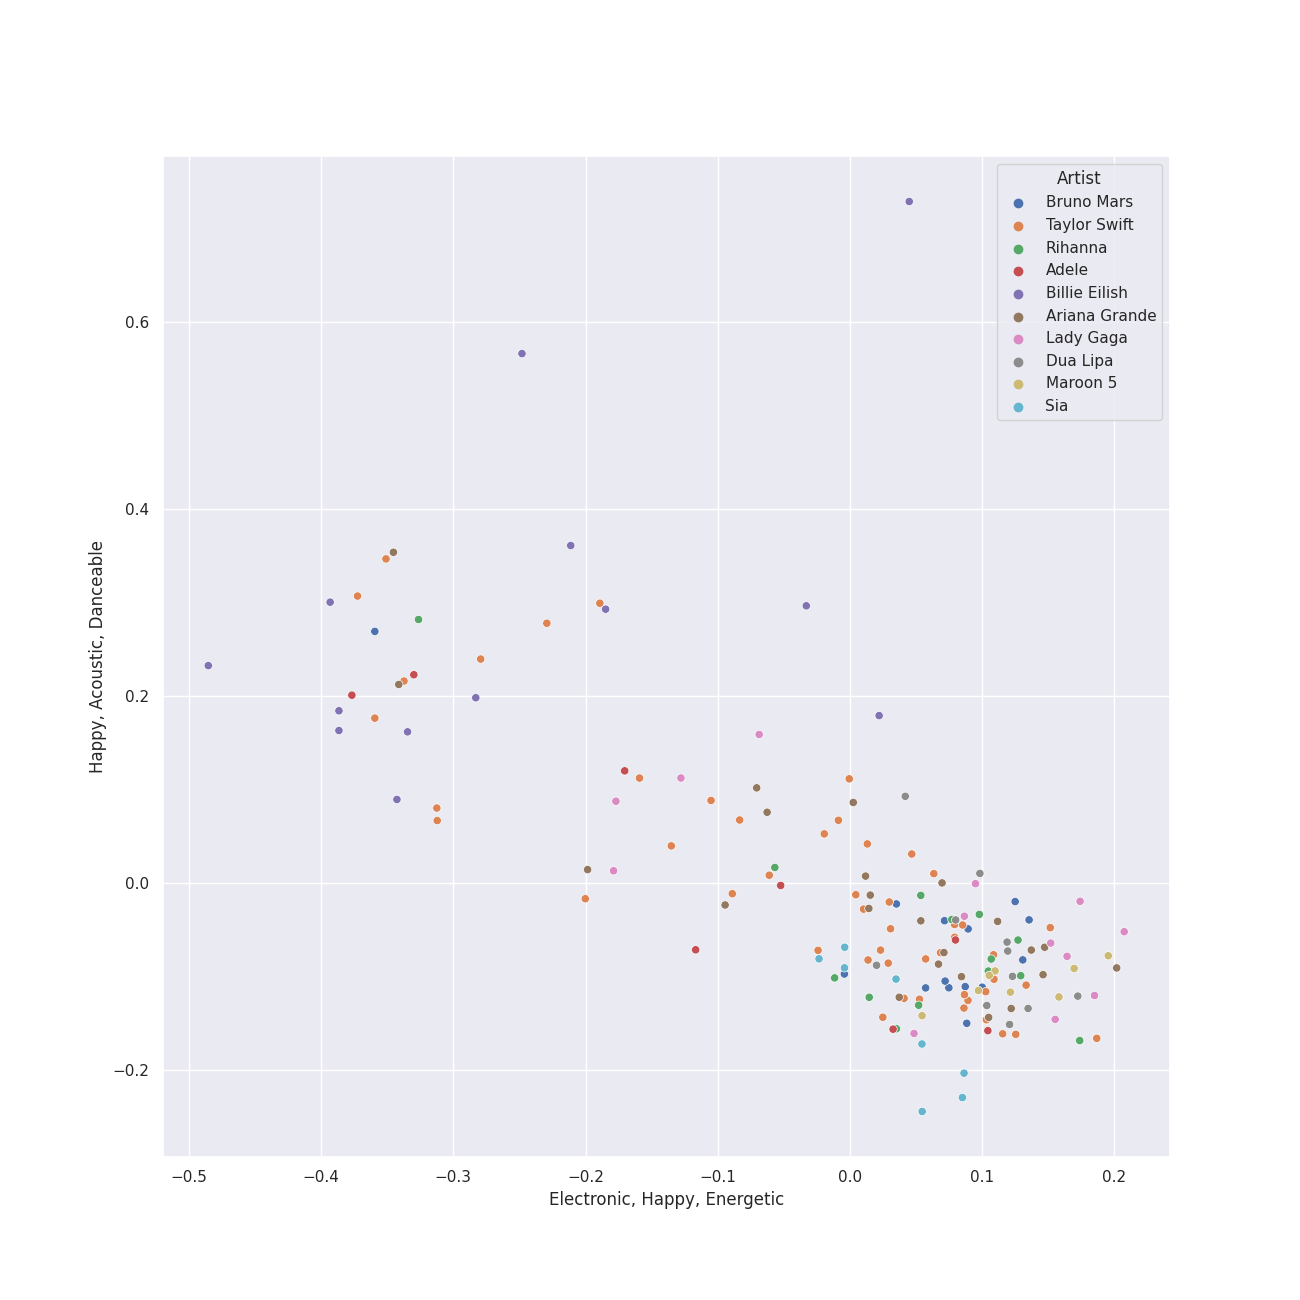 Artist
Bruno Mars
Taylor Swift
Rihanna
Adele
Billie Eilish
Ariana Grande
Lady Gaga
Dua Lipa
Maroon 5
Sia
0.6
0.4
0.2
0.0
−0.2
Happy, Acoustic, Danceable
−0.5 −0.4 −0.3 −0.2 −0.1 0.0 0.1 0.2
Electronic, Happy, Energetic